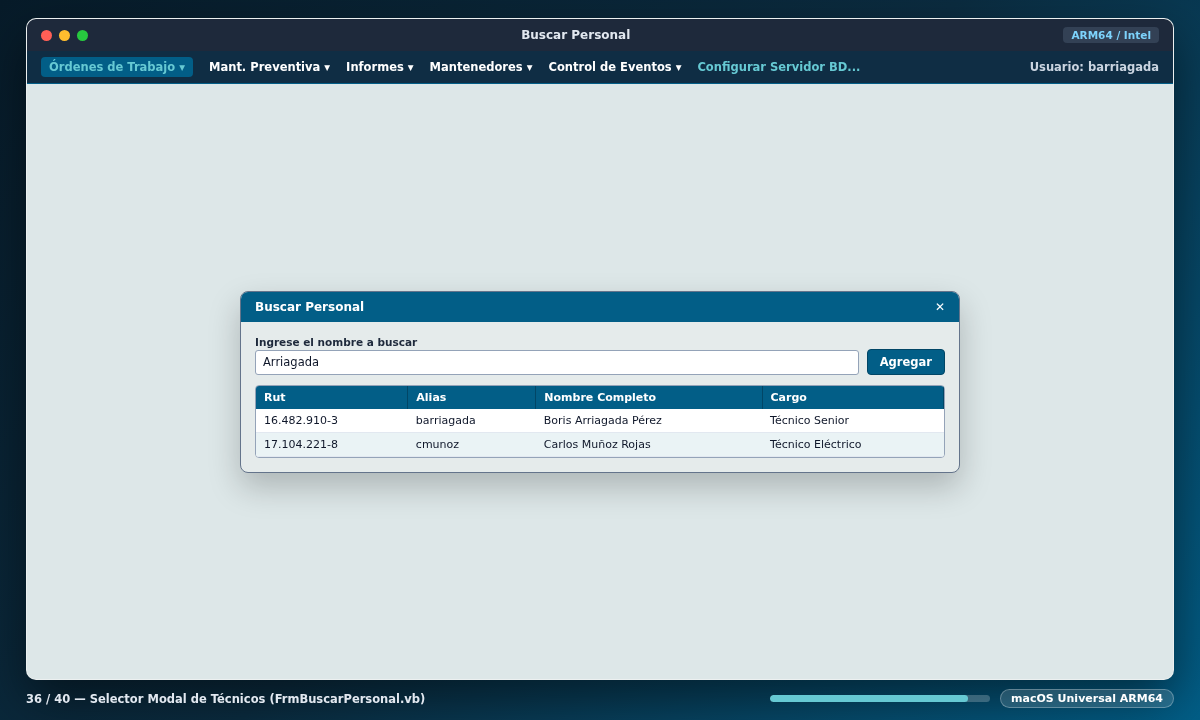 Buscar Personal
ARM64 / Intel
Órdenes de Trabajo ▾ Mant. Preventiva ▾ Informes ▾ Mantenedores ▾ Control de Eventos ▾ Configurar Servidor BD... Usuario: barriagada
Buscar Personal ✕
Ingrese el nombre a buscar
Arriagada Agregar
Rut Alias Nombre Completo Cargo
16.482.910-3 barriagada Boris Arriagada Pérez Técnico Senior
17.104.221-8 cmunoz Carlos Muñoz Rojas Técnico Eléctrico
36 / 40 — Selector Modal de Técnicos (FrmBuscarPersonal.vb) macOS Universal ARM64